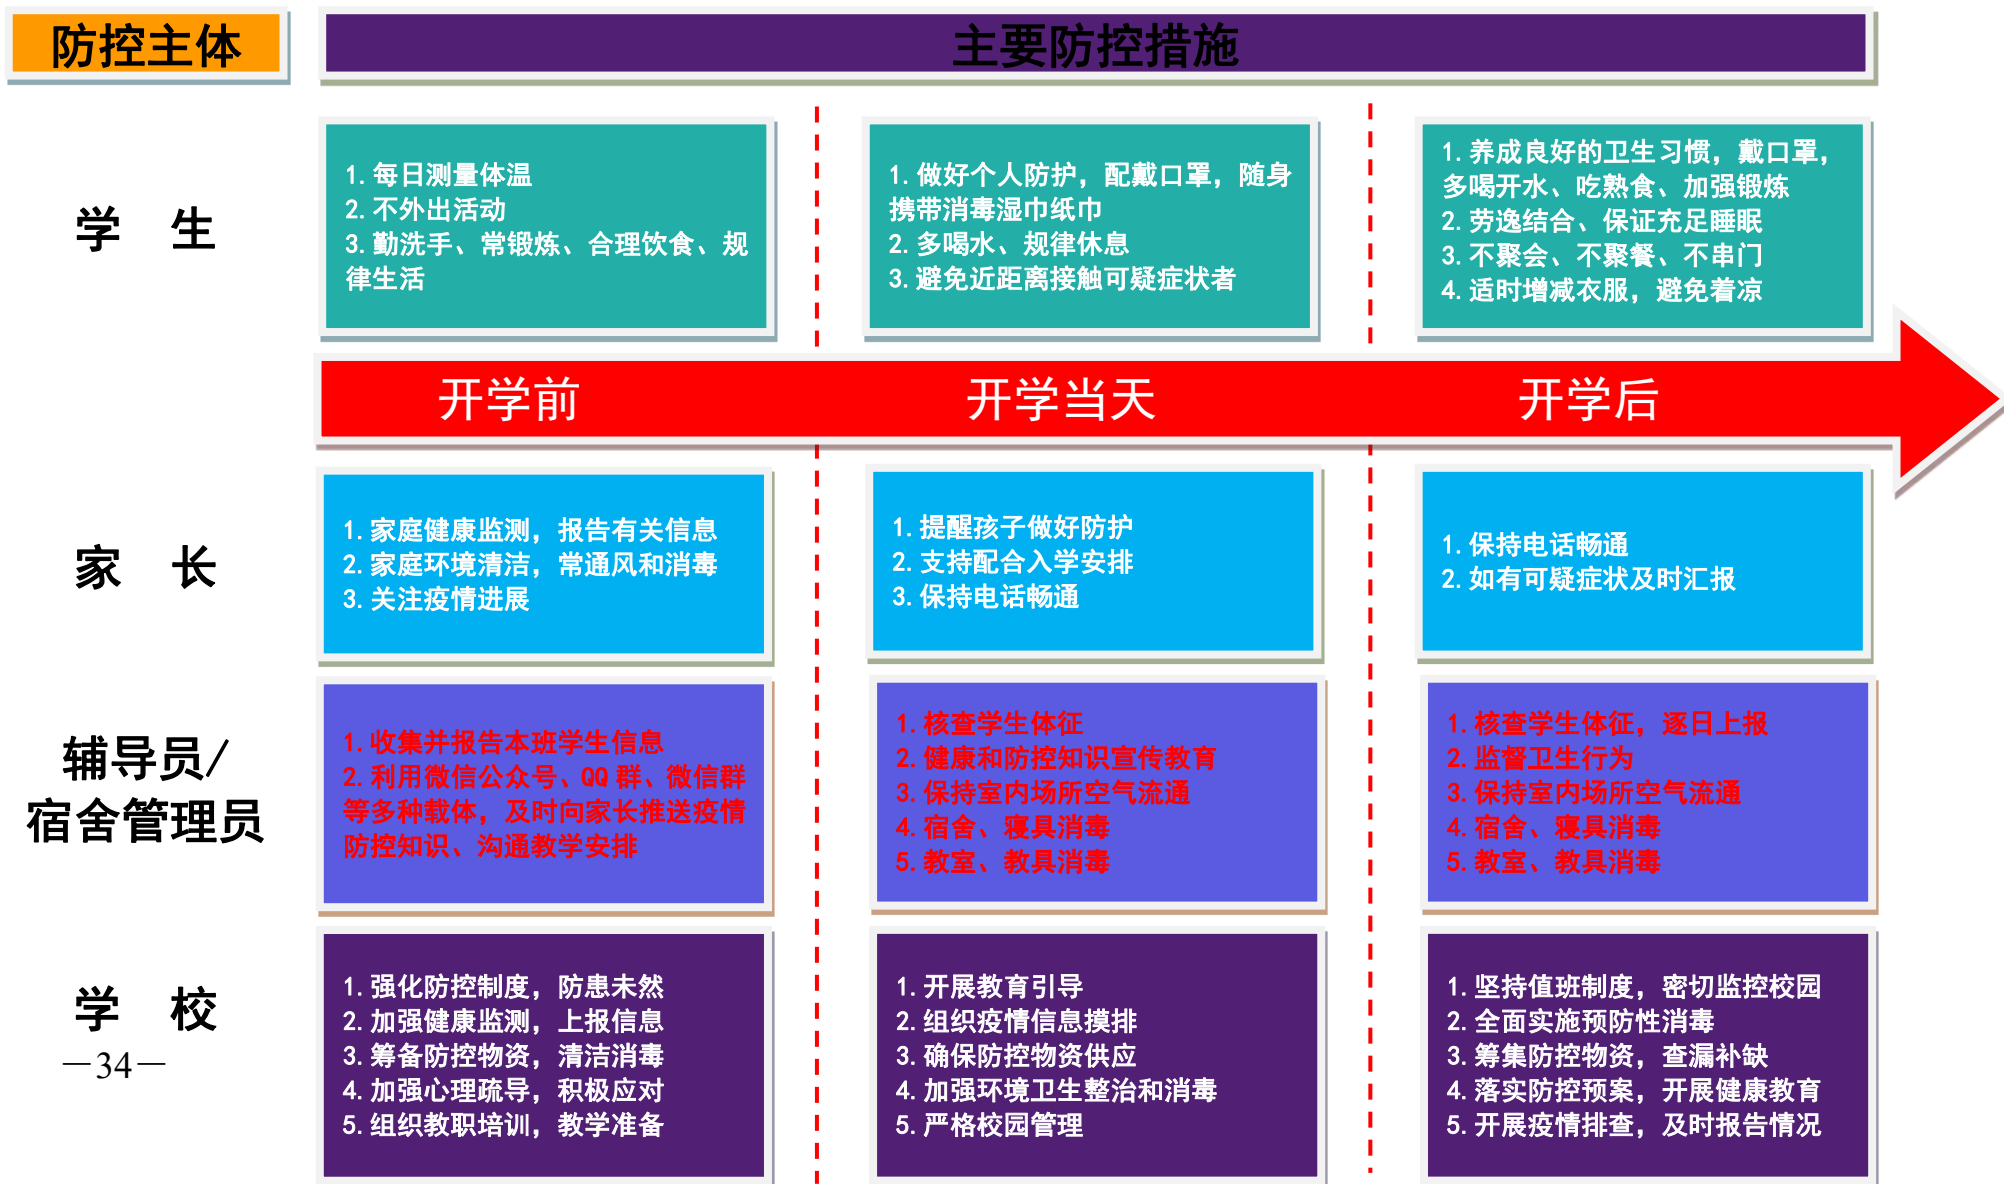 防控主体
主要防控措施
学 生
1.每日测量体温
2.不外出活动
3.勤洗手、常锻炼、合理饮食、规
律生活
1.做好个人防护，配戴口罩，随身
携带消毒湿巾纸巾
2.多喝水、规律休息
3.避免近距离接触可疑症状者
1.养成良好的卫生习惯，戴口罩，
多喝开水、吃熟食、加强锻炼
2.劳逸结合、保证充足睡眠
3.不聚会、不聚餐、不串门
4.适时增减衣服，避免着凉
开学前
开学当天
开学后
家 长
1.家庭健康监测，报告有关信息
2.家庭环境清洁，常通风和消毒
3.关注疫情进展
1.提醒孩子做好防护
2.支持配合入学安排
3.保持电话畅通
1.保持电话畅通
2.如有可疑症状及时汇报
辅导员/
宿舍管理员
1.收集并报告本班学生信息
2.利用微信公众号、QQ群、微信群
等多种载体，及时向家长推送疫情
防控知识、沟通教学安排
1.核查学生体征
2.健康和防控知识宣传教育
3.保持室内场所空气流通
4.宿舍、寝具消毒
5.教室、教具消毒
1.核查学生体征，逐日上报
2.监督卫生行为
3.保持室内场所空气流通
4.宿舍、寝具消毒
5.教室、教具消毒
学 校
—34—
1.强化防控制度，防患未然
2.加强健康监测，上报信息
3.筹备防控物资，清洁消毒
4.加强心理疏导，积极应对
5.组织教职培训，教学准备
1.开展教育引导
2.组织疫情信息摸排
3.确保防控物资供应
4.加强环境卫生整治和消毒
5.严格校园管理
1.坚持值班制度，密切监控校园
2.全面实施预防性消毒
3.筹集防控物资，查漏补缺
4.落实防控预案，开展健康教育
5.开展疫情排查，及时报告情况